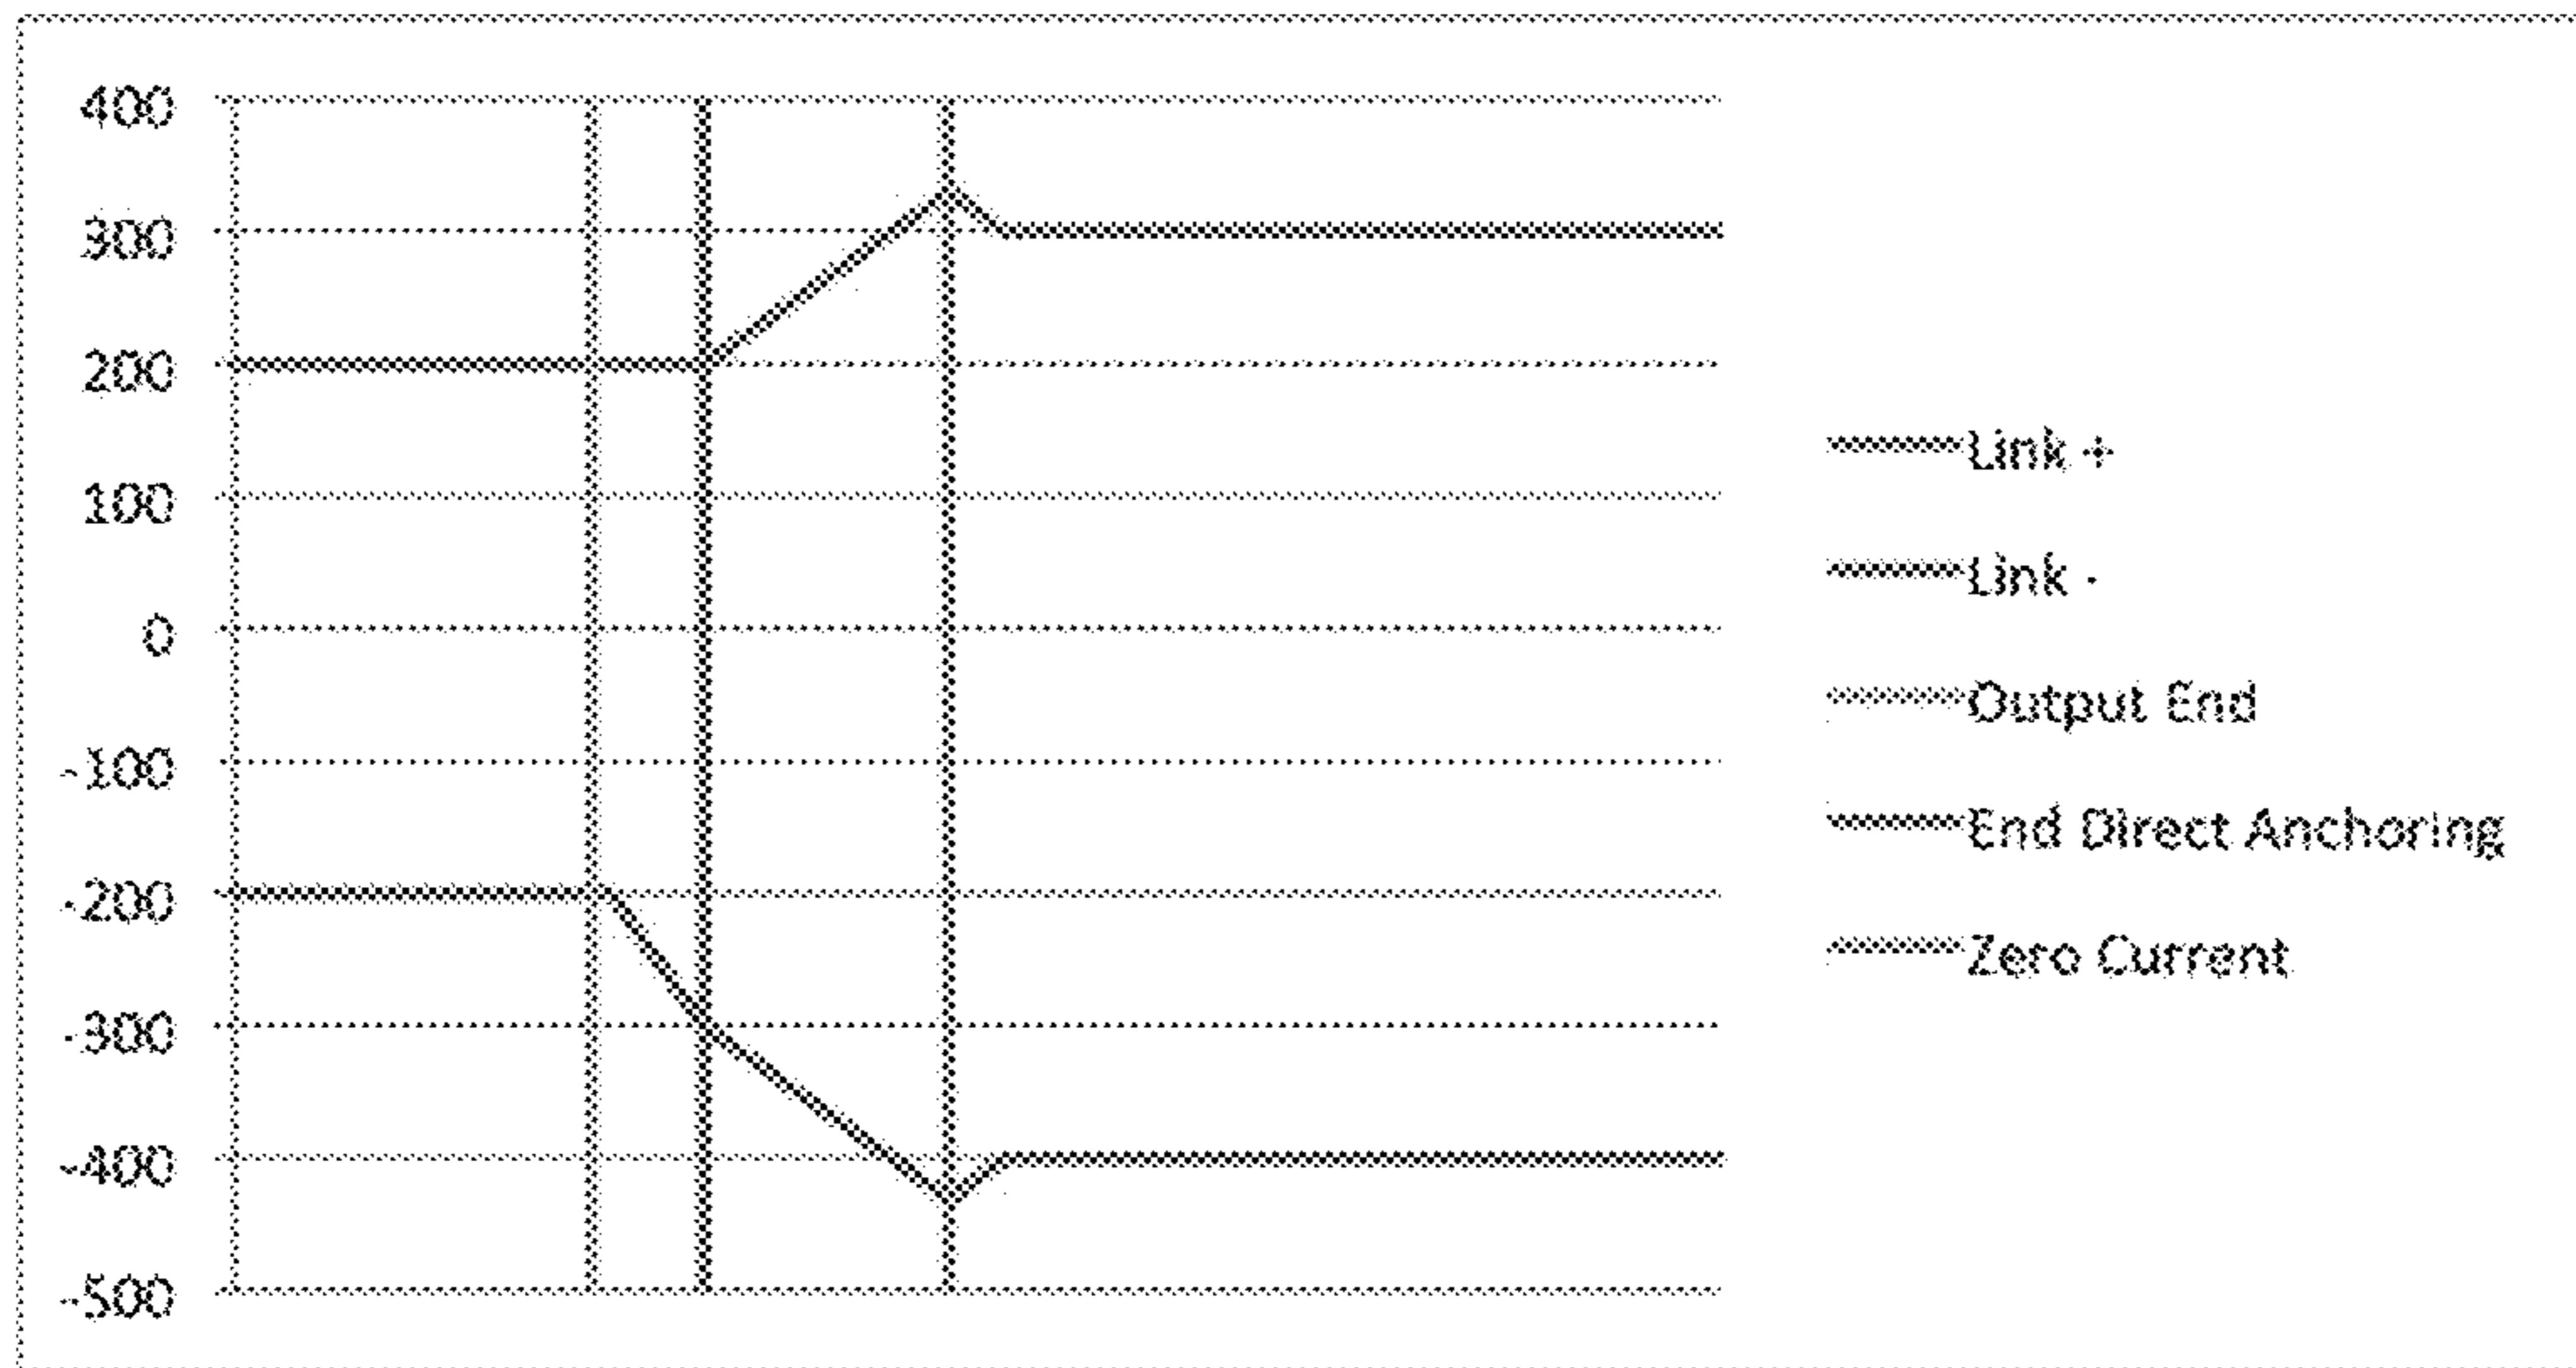 400
300
200
100
0
-100
-200
-300
-400
-500
Link +
Link -
Output End
End Direct Anchoring
Zero Current